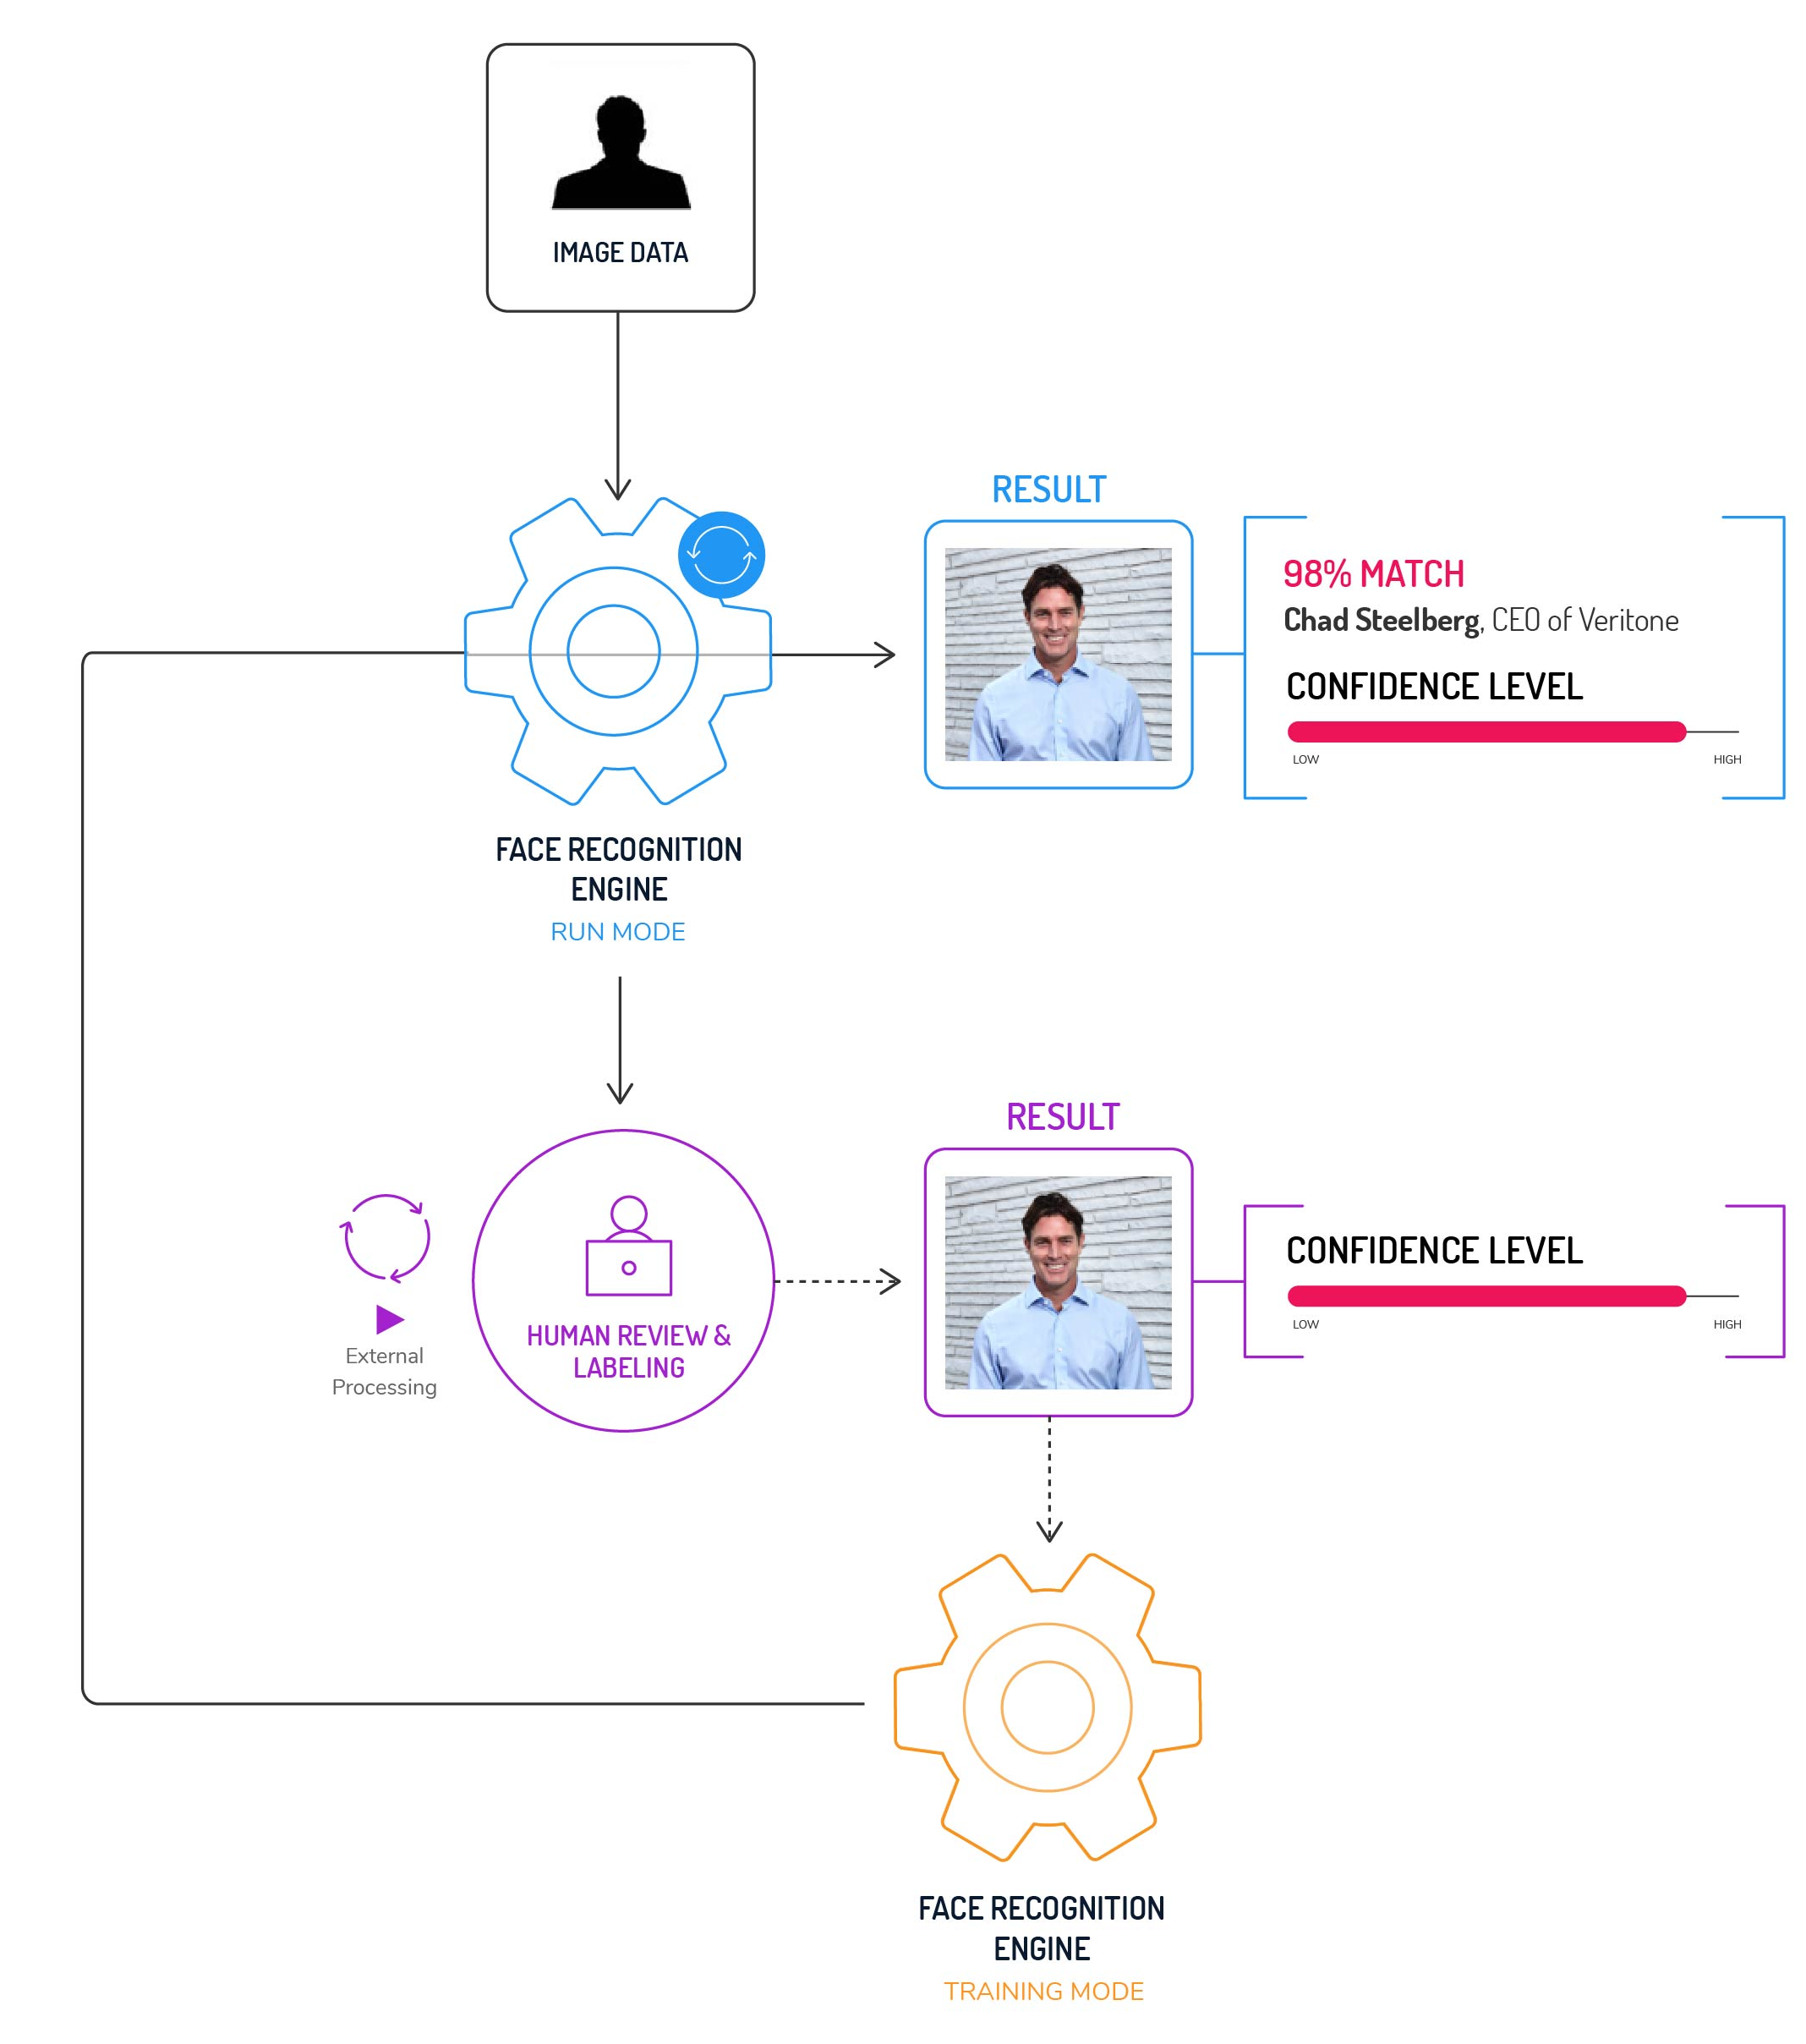 IMAGE DATA
RESULT
98% MATCH
Chad Steelberg, CEO of Veritone
CONFIDENCE LEVEL
LOW
HIGH
FACE RECOGNITION
ENGINE
RUN MODE
RESULT
HUMAN REVIEW &
LABELING
External
Processing
CONFIDENCE LEVEL
LOW
HIGH
FACE RECOGNITION
ENGINE
TRAINING MODE